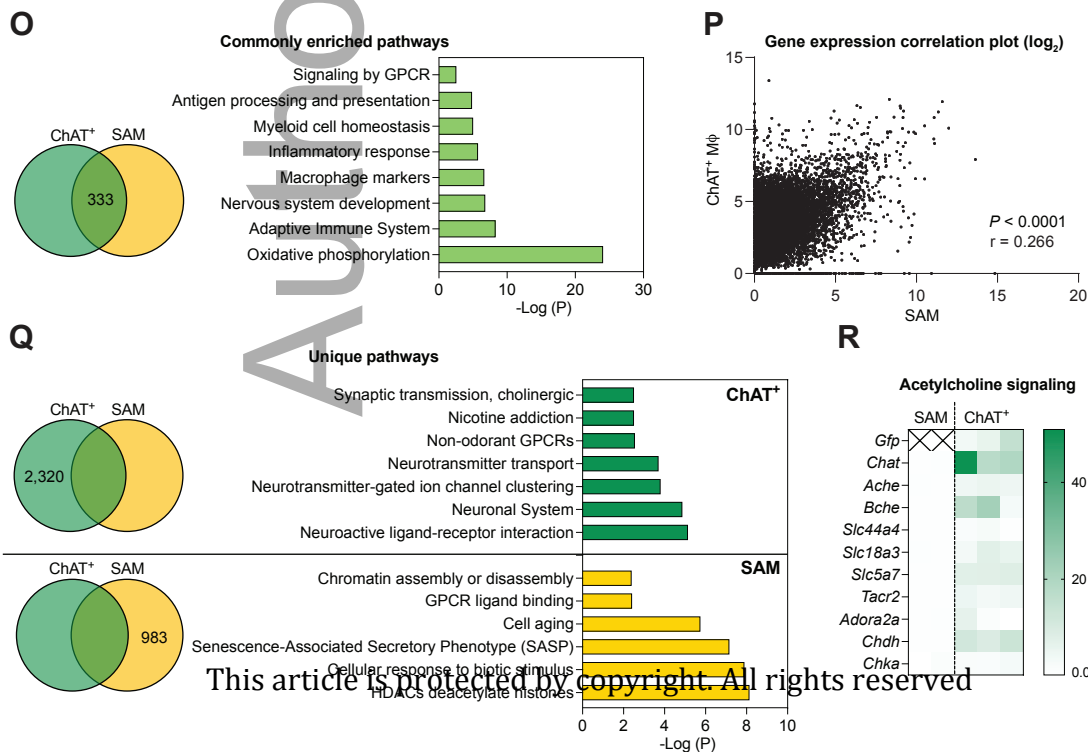 O
Commonly enriched pathways
ChAT⁺ SAM
333
Signaling by GPCR
Antigen processing and presentation
Myeloid cell homeostasis
Inflammatory response
Macrophage markers
Nervous system development
Adaptive Immune System
Oxidative phosphorylation
0 10 20 30
-Log (P)
P
Gene expression correlation plot (log₂)
15
10
5
0
ChAT⁺ Mϕ
P < 0.0001
r = 0.266
0 5 10 15 20
SAM
Autho
Q
Unique pathways
ChAT⁺ SAM
2,320
ChAT⁺
Synaptic transmission, cholinergic
Nicotine addiction
Non-odorant GPCRs
Neurotransmitter transport
Neurotransmitter-gated ion channel clustering
Neuronal System
Neuroactive ligand-receptor interaction
ChAT⁺ SAM
983
SAM
Chromatin assembly or disassembly
GPCR ligand binding
Cell aging
Senescence-Associated Secretory Phenotype (SASP)
Cellular response to biotic stimulus
HDACs deacetylate histones
0 2 4 6 8 10
-Log (P)
R
Acetylcholine signaling
SAM ChAT⁺
Gfp
Chat
Ache
Bche
Slc44a4
Slc18a3
Slc5a7
Tacr2
Adora2a
Chdh
Chka
40
20
0.0
This article is protected by copyright. All rights reserved